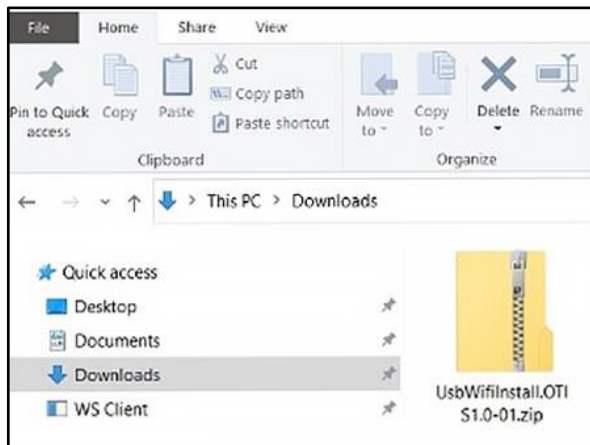 File Home Share View
Pin to Quick access
Copy
Paste
Cut
Copy path
Paste shortcut
Move to
Copy to
Delete
Rename
Clipboard
Organize
This PC > Downloads
Quick access
Desktop
Documents
Downloads
WS Client
UsbWifiInstall.OTI
S1.0-01.zip